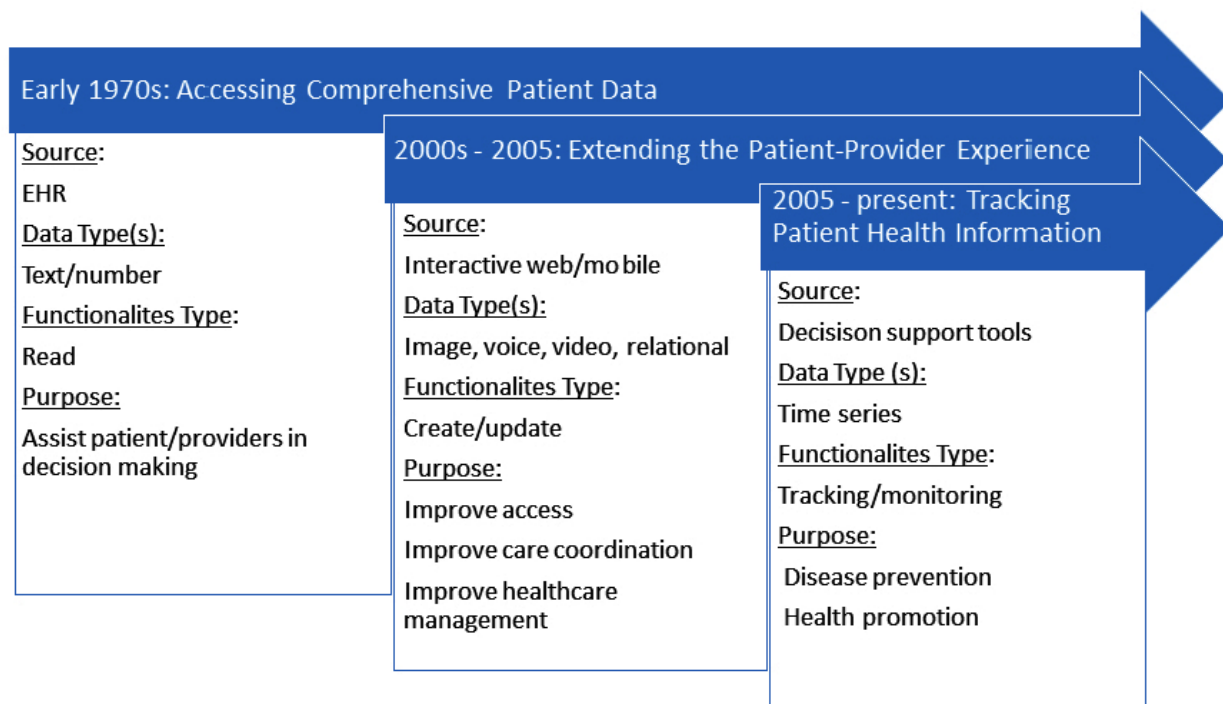 Early 1970s: Accessing Comprehensive Patient Data
Source:
EHR
Data Type(s):
Text/number
Functionalites Type:
Read
Purpose:
Assist patient/providers in
decision making
2000s - 2005: Extending the Patient-Provider Experience
Source:
Interactive web/mobile
Data Type(s):
Image, voice, video, relational
Functionalites Type:
Create/update
Purpose:
Improve access
Improve care coordination
Improve healthcare
management
2005 - present: Tracking
Patient Health Information
Source:
Decisison support tools
Data Type (s):
Time series
Functionalites Type:
Tracking/monitoring
Purpose:
Disease prevention
Health promotion